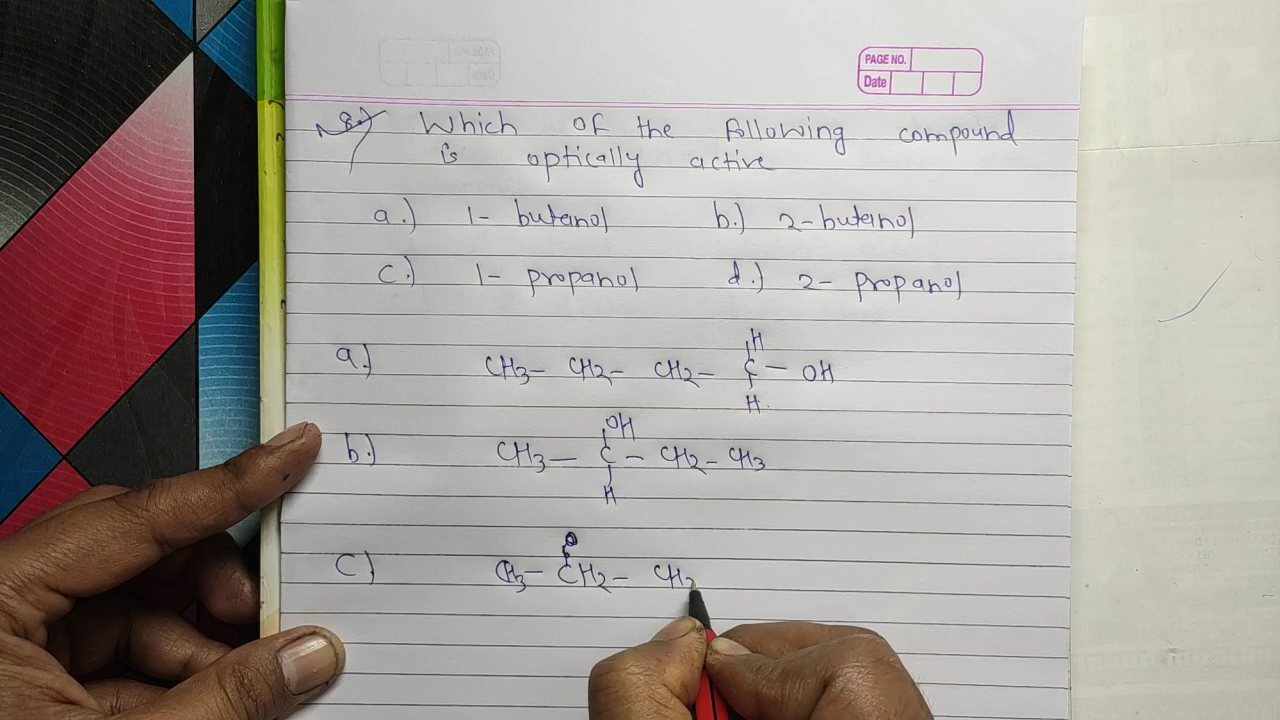 PAGE NO.
Date
8.) Which of the following compound
is optically active
a.) 1- butanol b.) 2-butanol
c.) 1- propanol d.) 2- propanol
a.) CH3- CH2- CH2- C - OH
H
H
b.) CH3- C - CH2- CH3
OH
H
C) CH3- CH2- CH2